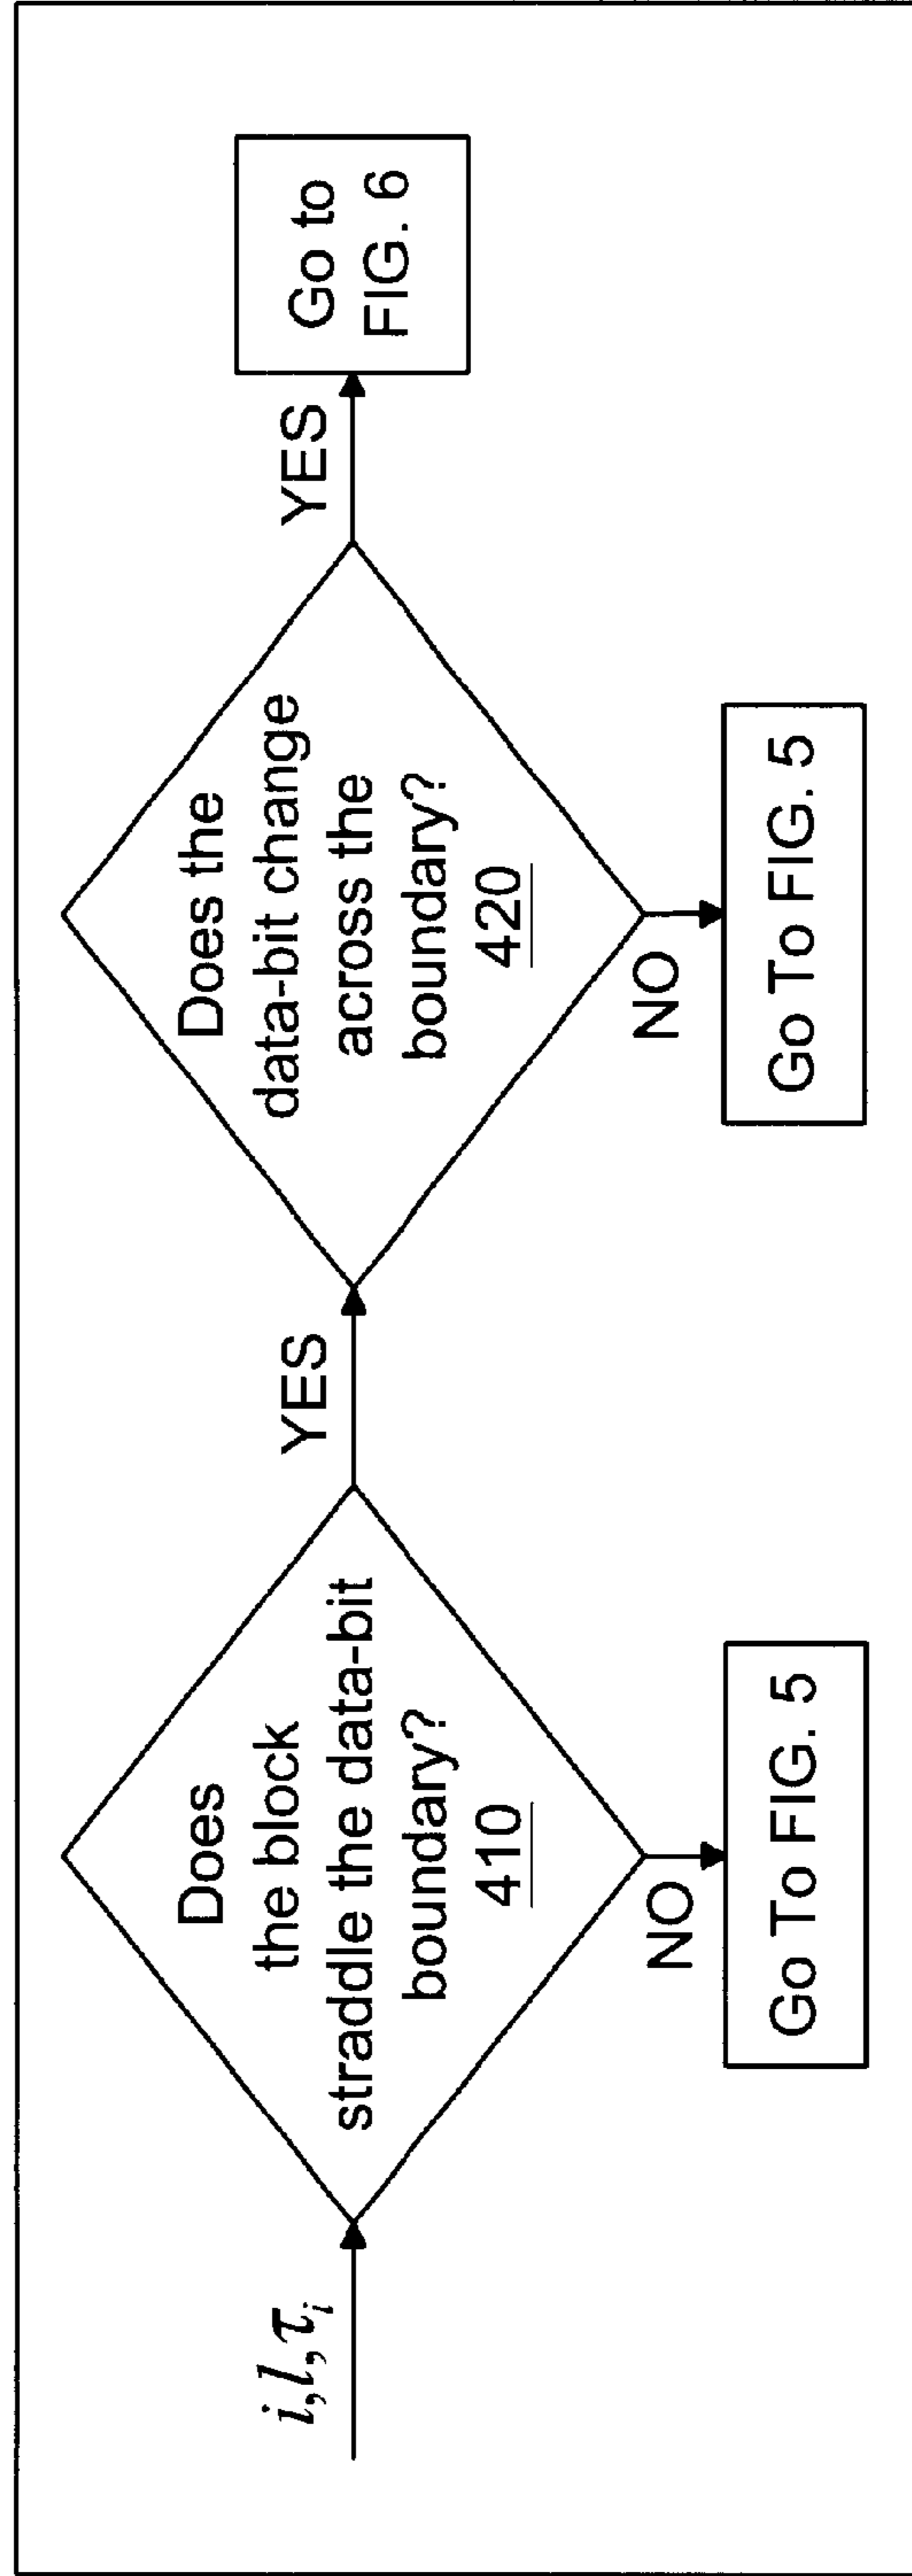 i,l,τ_i
Does
the block
straddle the data-bit
boundary?
410
YES
NO
Go To FIG. 5
Does the
data-bit change
across the
boundary?
420
YES
NO
Go To FIG. 5
Go to
FIG. 6